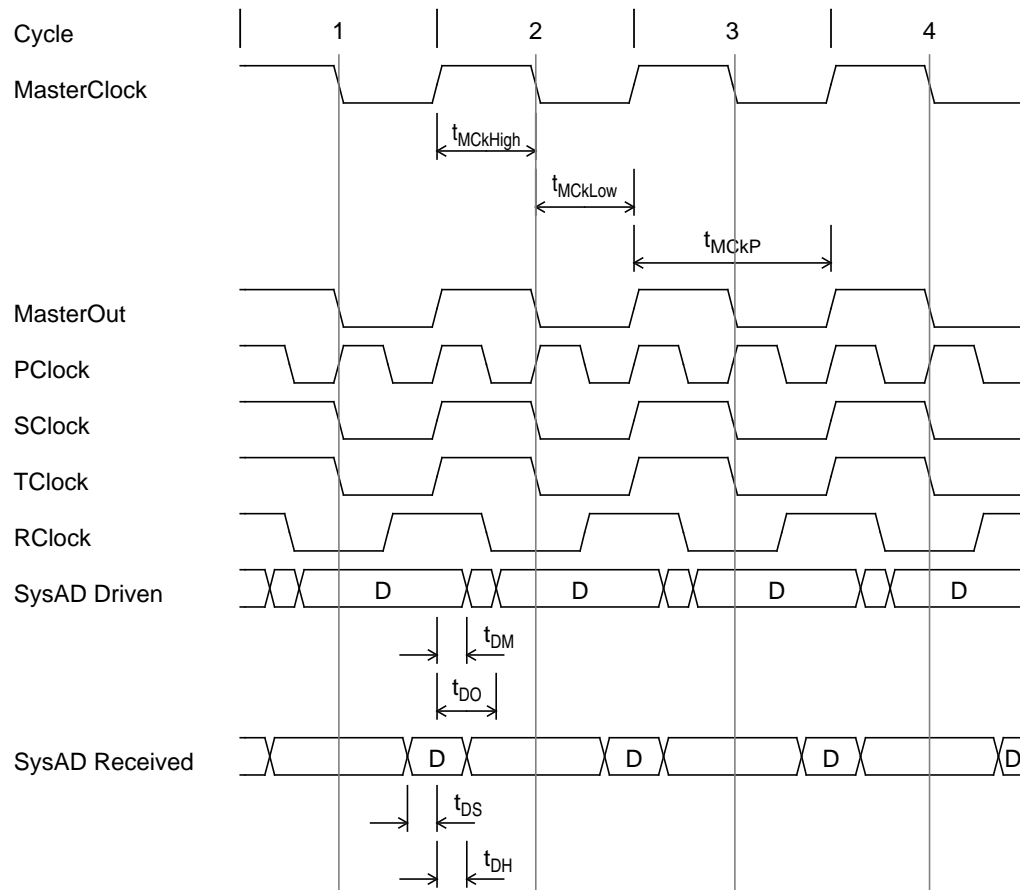 Cycle 1 2 3 4
MasterClock
tMCkHigh
tMCkLow
tMCkP
MasterOut
PClock
SClock
TClock
RClock
SysAD Driven D D D D
tDM
tDO
SysAD Received D D D D
tDS
tDH